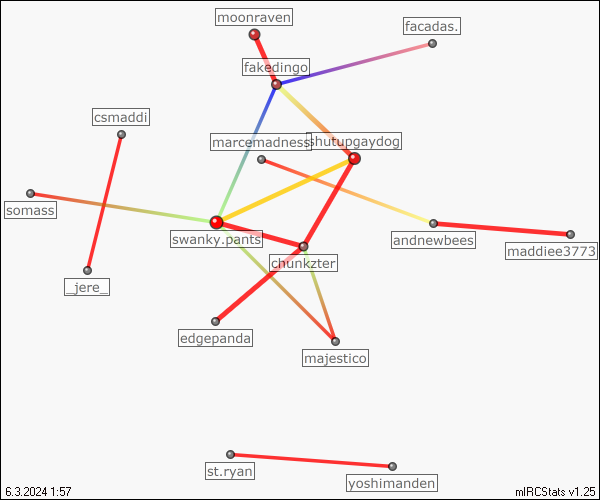 moonraven
facadas.
fakedingo
csmaddi
marcemadness
shutupgaydog
somass
swanky.pants
andnewbees
maddiee3773
chunkzter
_jere_
edgepanda
majestico
st.ryan
yoshimanden
6.3.2024 1:57
mIRCStats v1.25